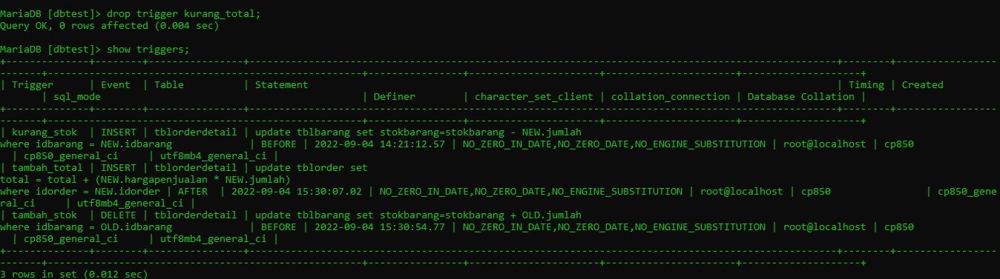 MariaDB [dbtest]> drop trigger kurang_total;
Query OK, 0 rows affected (0.004 sec)
MariaDB [dbtest]> show triggers;
+--------------+--------+----------------+-------------------------------------------------------------------------------------------------+--------+-----------------
-------+----------------------------------------------------+----------------+----------------------+----------------------+--------------------+
| Trigger      | Event  | Table          | Statement                                                                                       | Timing | Created
       | sql_mode                                           | Definer        | character_set_client | collation_connection | Database Collation |
+--------------+--------+----------------+-------------------------------------------------------------------------------------------------+--------+-----------------
-------+----------------------------------------------------+----------------+----------------------+----------------------+--------------------+
| kurang_stok  | INSERT | tblorderdetail | update tblbarang set stokbarang=stokbarang - NEW.jumlah
where idbarang = NEW.idbarang             | BEFORE | 2022-09-04 14:21:12.57 | NO_ZERO_IN_DATE,NO_ZERO_DATE,NO_ENGINE_SUBSTITUTION | root@localhost | cp850
  | cp850_general_ci     | utf8mb4_general_ci |
| tambah_total | INSERT | tblorderdetail | update tblorder set
total = total + (NEW.hargapenjualan * NEW.jumlah)
where idorder = NEW.idorder | AFTER  | 2022-09-04 15:30:07.02 | NO_ZERO_IN_DATE,NO_ZERO_DATE,NO_ENGINE_SUBSTITUTION | root@localhost | cp850                | cp850_gene
ral_ci     | utf8mb4_general_ci |
| tambah_stok  | DELETE | tblorderdetail | update tblbarang set stokbarang=stokbarang + OLD.jumlah
where idbarang = OLD.idbarang             | BEFORE | 2022-09-04 15:30:54.77 | NO_ZERO_IN_DATE,NO_ZERO_DATE,NO_ENGINE_SUBSTITUTION | root@localhost | cp850
  | cp850_general_ci     | utf8mb4_general_ci |
+--------------+--------+----------------+-------------------------------------------------------------------------------------------------+--------+-----------------
-------+----------------------------------------------------+----------------+----------------------+----------------------+--------------------+
3 rows in set (0.012 sec)